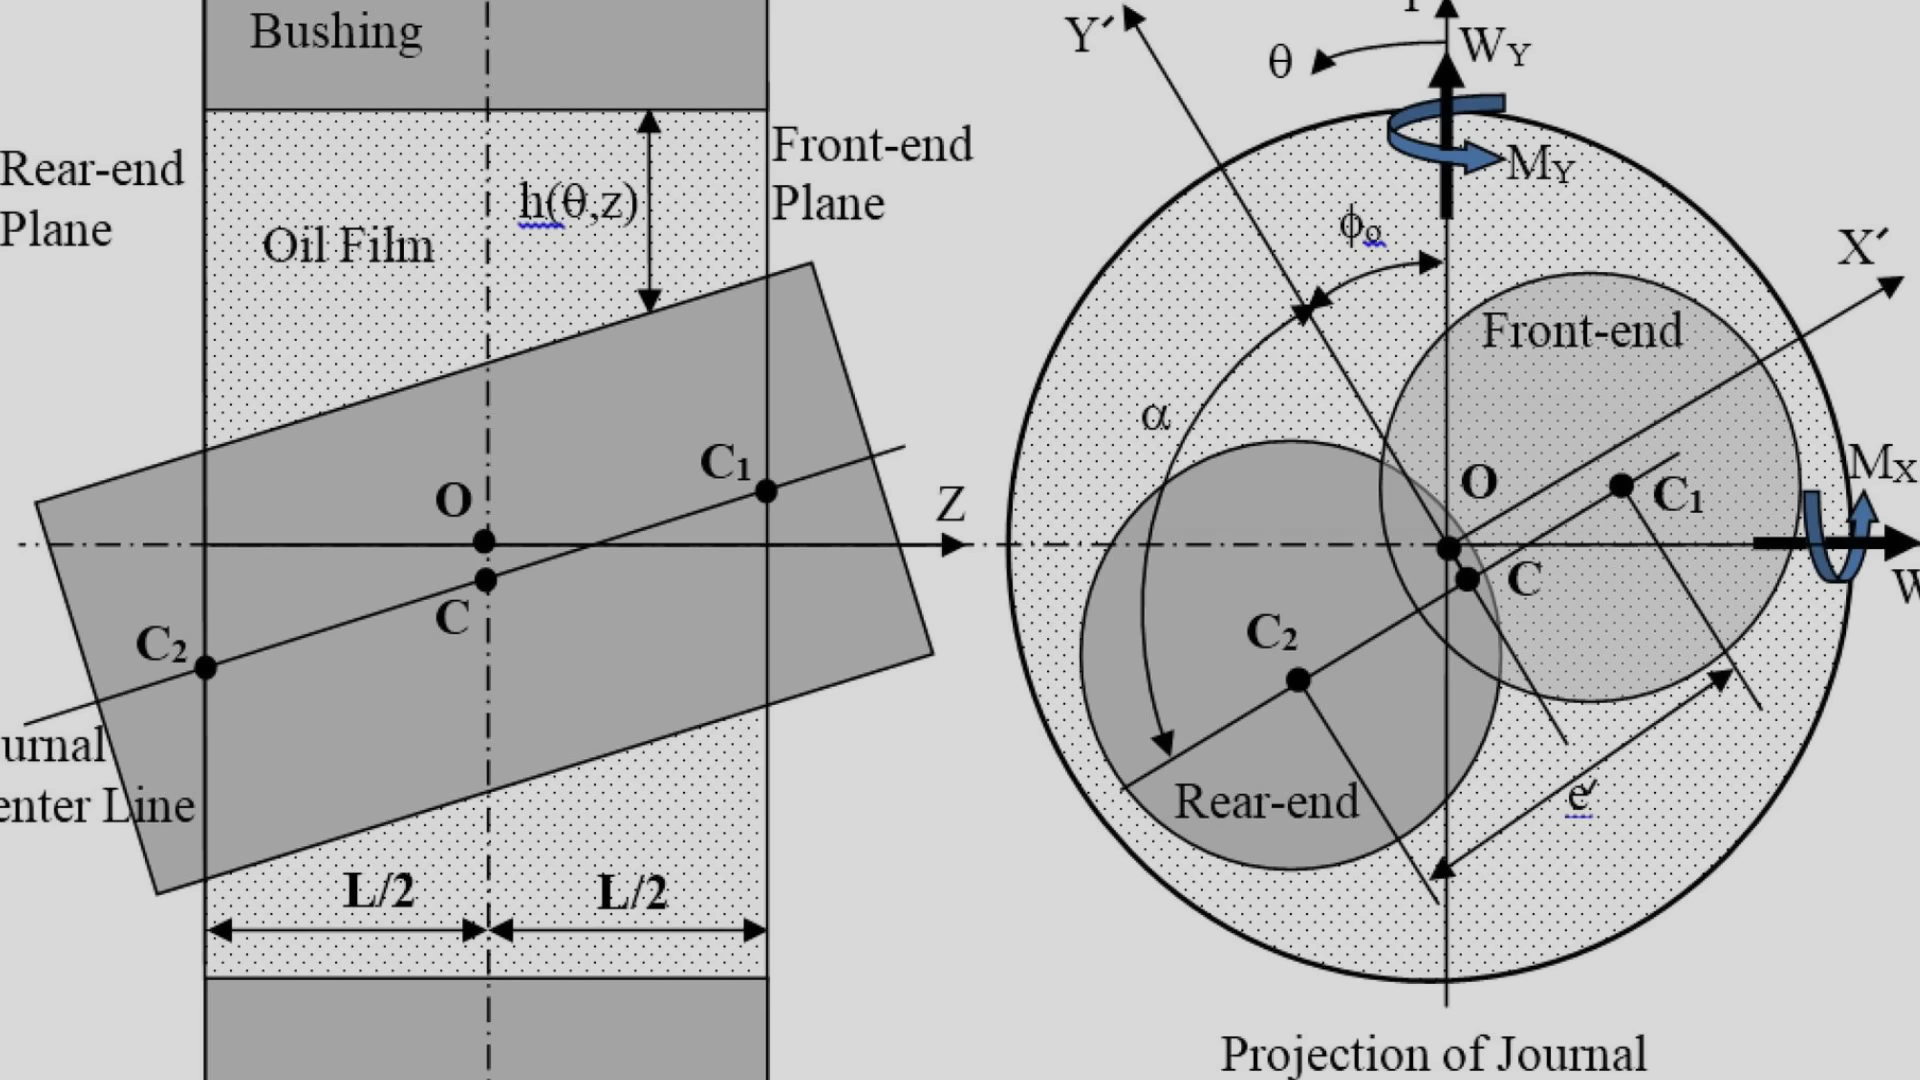 Bushing
Rear-end
Plane
Oil Film
h(θ,z)
Front-end
Plane
O
C
C₁
C₂
Z
urnal
enter Line
L/2
L/2
Y′
θ
W_Y
M_Y
ϕ₀
X′
Front-end
α
O
C₁
C
C₂
M_X
W
Rear-end
e′
Projection of Journal